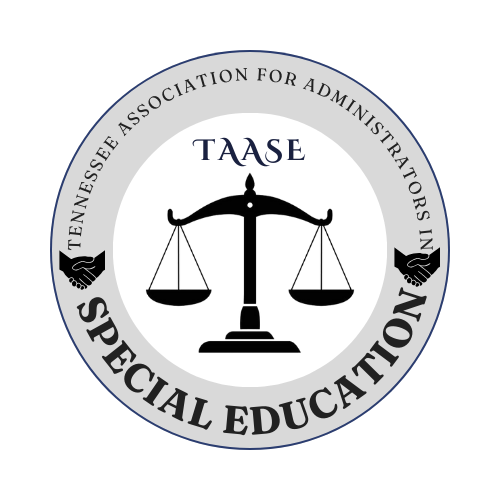 TENNESSEE ASSOCIATION FOR ADMINISTRATORS IN
TAASE
SPECIAL EDUCATION